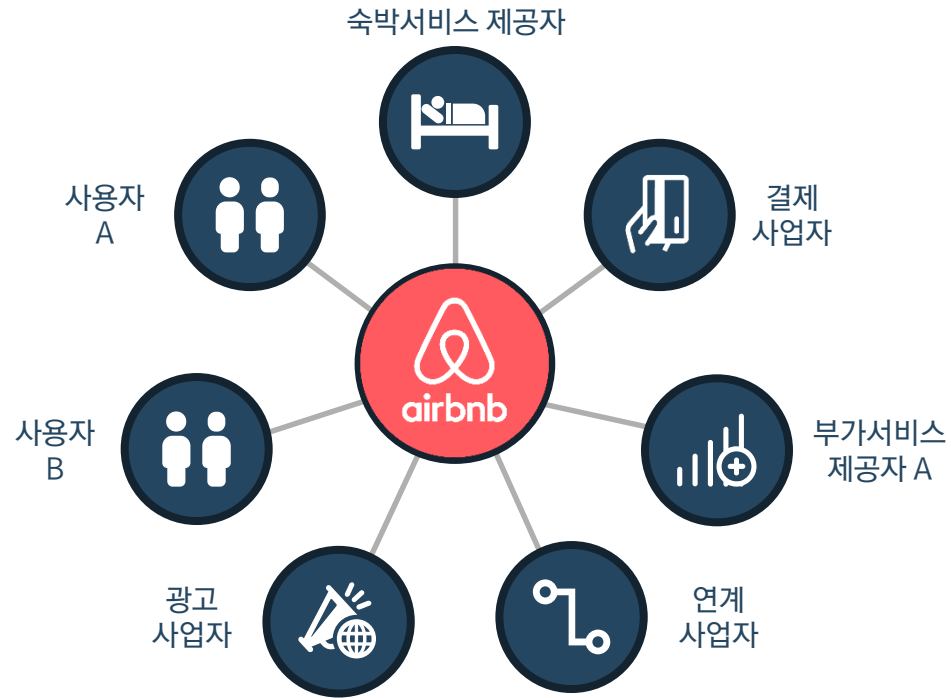 숙박서비스 제공자
사용자
A
결제
사업자
airbnb
사용자
B
부가서비스
제공자 A
광고
사업자
연계
사업자